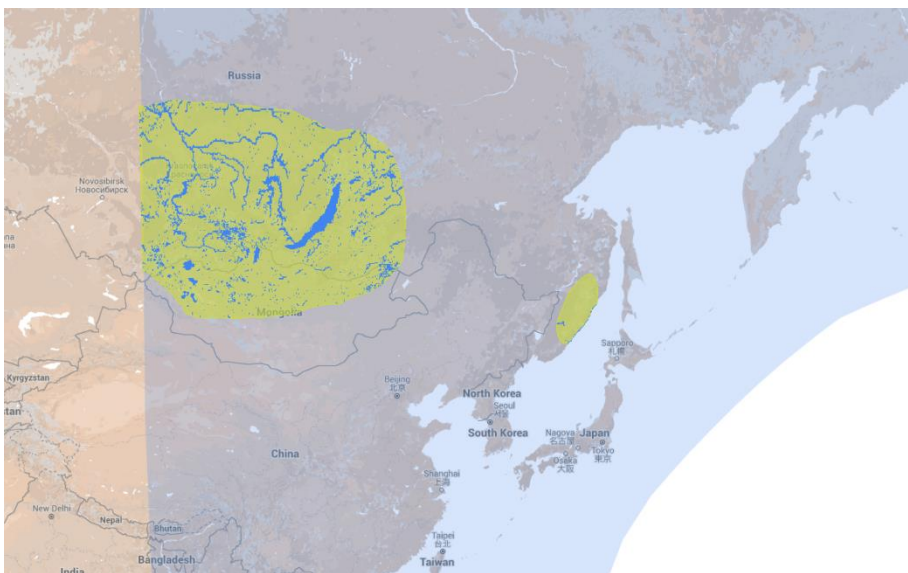 Russia
Novosibirsk
Новосибирск
Mongolia
Kyrgyzstan
Beijing
北京
Sapporo
札幌
North Korea
Seoul
서울
South Korea
Nagoya
名古屋
Japan
Osaka
大阪
Tokyo
東京
China
Shanghai
上海
New Delhi
Nepal
Bhutan
Taipei
台北
Taiwan
Bangladesh
India